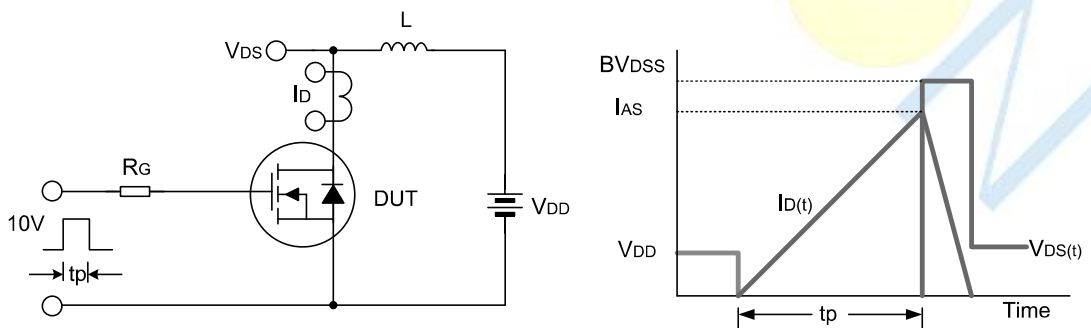 VDS
L
ID
RG
DUT
VDD
10V
tp
BVDSS
IAS
ID(t)
VDD
VDS(t)
tp
Time